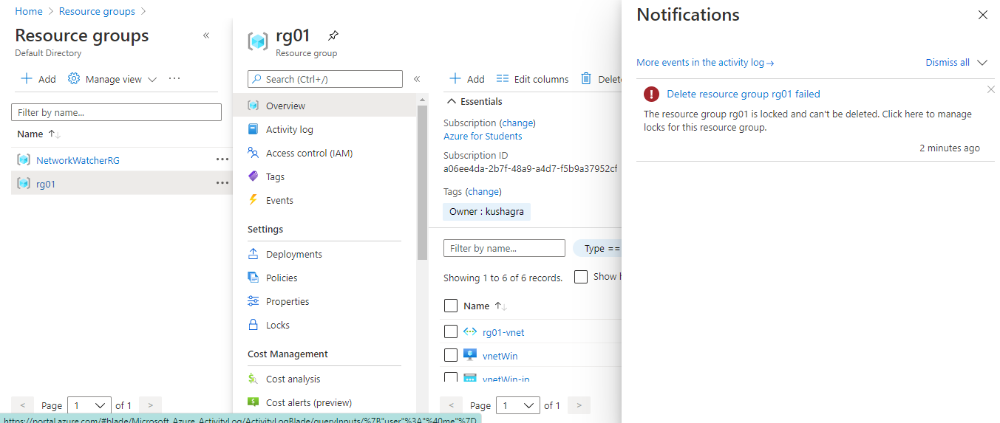 Home > Resource groups >
Resource groups «
Default Directory
+ Add Manage view ...
Filter by name...
Name ↑↓
NetworkWatcherRG ...
rg01 ...
< Page 1 of 1 >
rg01
Resource group
Search (Ctrl+/) «
Overview
Activity log
Access control (IAM)
Tags
Events
Settings
Deployments
Policies
Properties
Locks
Cost Management
Cost analysis
Cost alerts (preview)
+ Add Edit columns Delete
Essentials
Subscription (change)
Azure for Students
Subscription ID
a06ee4da-2b7f-48a9-a4d7-f5b9a37952cf
Tags (change)
Owner : kushagra
Filter by name... Type ==
Showing 1 to 6 of 6 records. Show
Name ↑↓
rg01-vnet
vnetWin
vnetWin-ip
< Page 1 of 1 >
Notifications
More events in the activity log → Dismiss all
Delete resource group rg01 failed
The resource group rg01 is locked and can't be deleted. Click here to manage
locks for this resource group.
2 minutes ago
https://portal.azure.com/#blade/Microsoft_Azure_ActivityLog/ActivityLogBlade/queryInputs/%7B"user"%3A"%40me"%7D